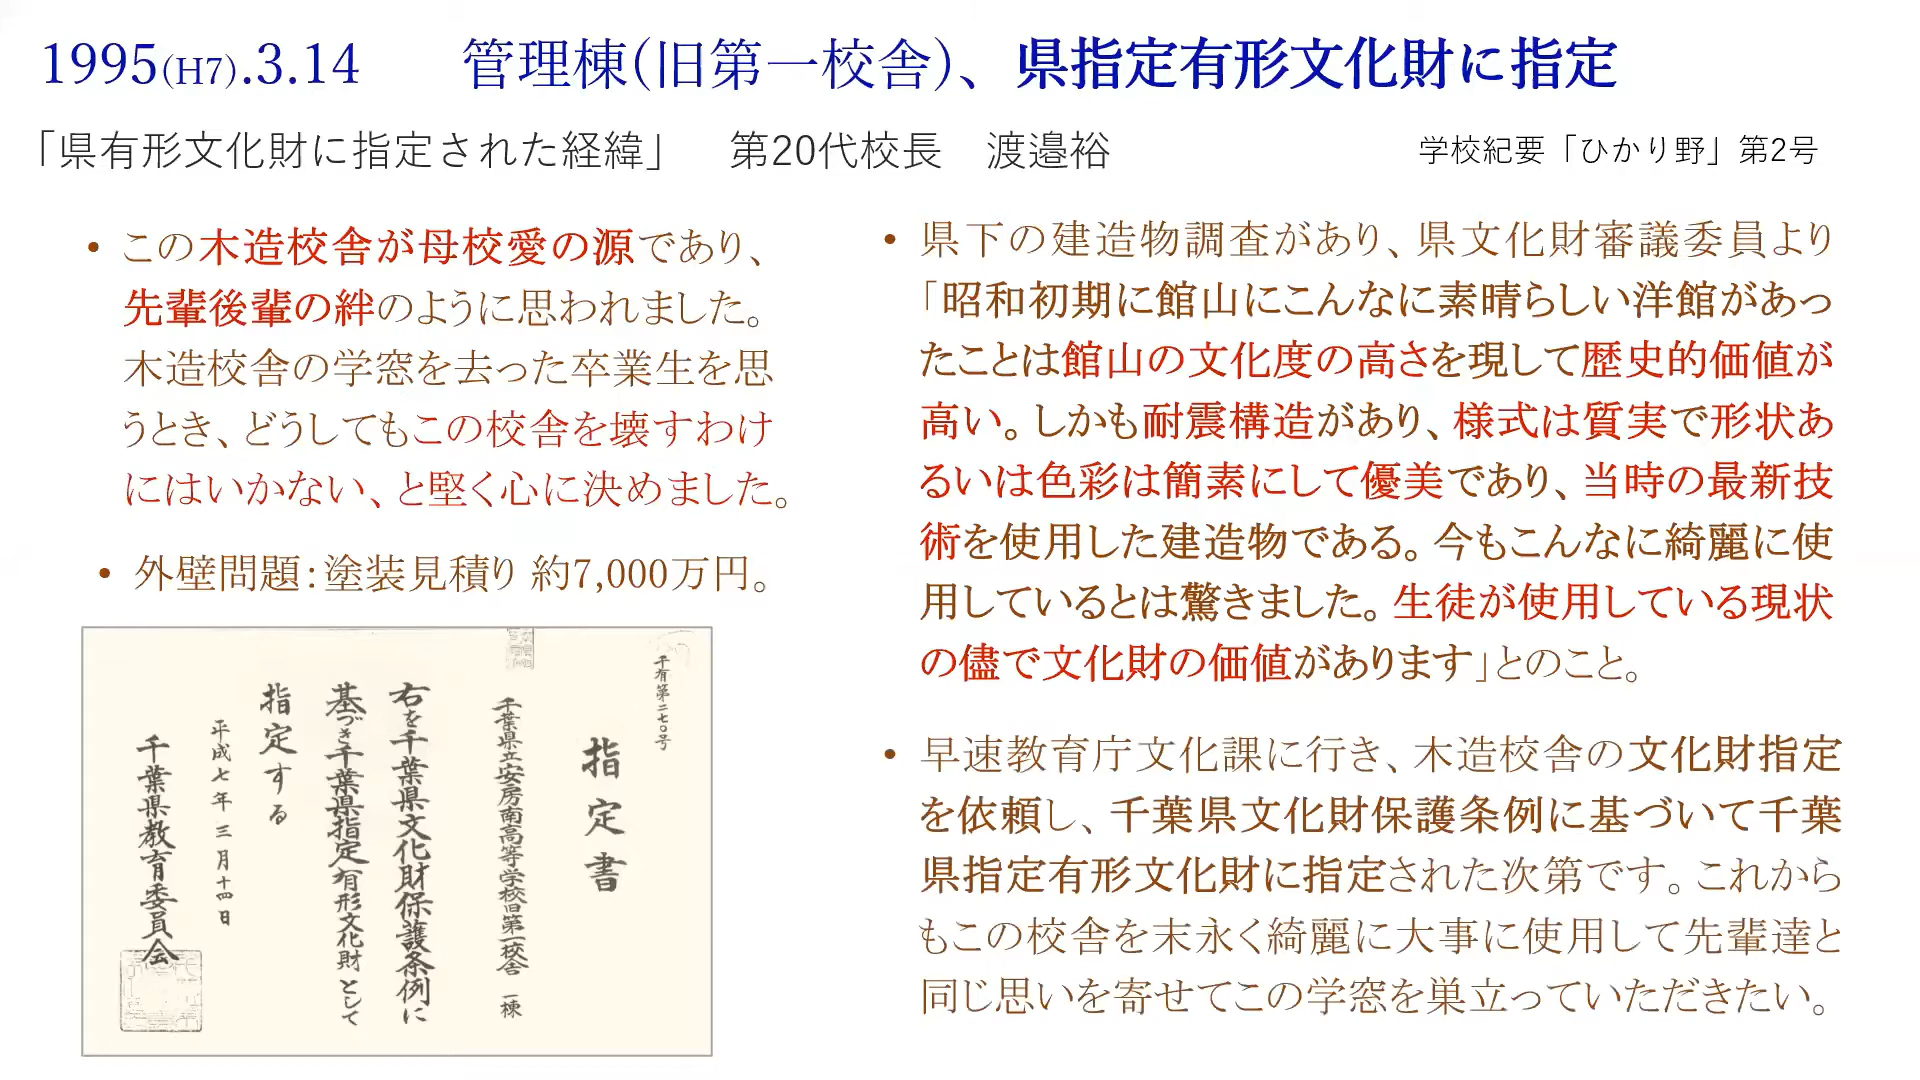 1995(H7).3.14　管理棟(旧第一校舎)、県指定有形文化財に指定
「県有形文化財に指定された経緯」　第20代校長　渡邉裕　学校紀要「ひかり野」第2号
• この木造校舎が母校愛の源であり、
先輩後輩の絆のように思われました。
木造校舎の学窓を去った卒業生を思
うとき、どうしてもこの校舎を壊すわけ
にはいかない、と堅く心に決めました。
• 外壁問題：塗装見積り 約7,000万円。
千有第二七〇号
指定書
千葉県立安房南高等学校旧第一校舎　一棟
右を千葉県文化財保護条例に
基づき千葉県指定有形文化財として
指定する
平成七年三月十四日
千葉県教育委員会
• 県下の建造物調査があり、県文化財審議委員より
「昭和初期に館山にこんなに素晴らしい洋館があっ
たことは館山の文化度の高さを現して歴史的価値が
高い。しかも耐震構造があり、様式は質実で形状あ
るいは色彩は簡素にして優美であり、当時の最新技
術を使用した建造物である。今もこんなに綺麗に使
用しているとは驚きました。生徒が使用している現状
の儘で文化財の価値があります」とのこと。
• 早速教育庁文化課に行き、木造校舎の文化財指定
を依頼し、千葉県文化財保護条例に基づいて千葉
県指定有形文化財に指定された次第です。これから
もこの校舎を末永く綺麗に大事に使用して先輩達と
同じ思いを寄せてこの学窓を巣立っていただきたい。